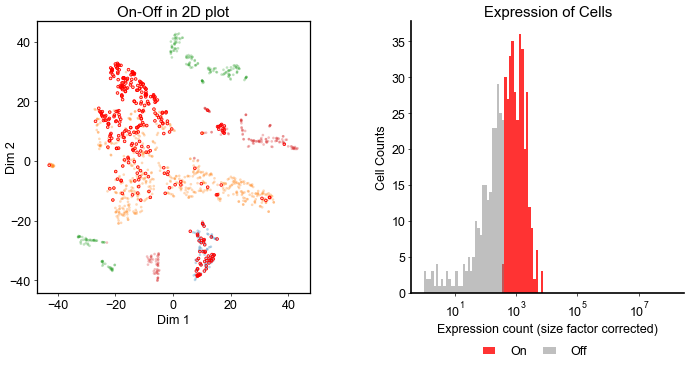 On-Off in 2D plot
Dim 2
40
20
0
−20
−40
−40 −20 0 20 40
Dim 1
Expression of Cells
Cell Counts
35
30
25
20
15
10
5
0
10^1 10^3 10^5 10^7
Expression count (size factor corrected)
On Off